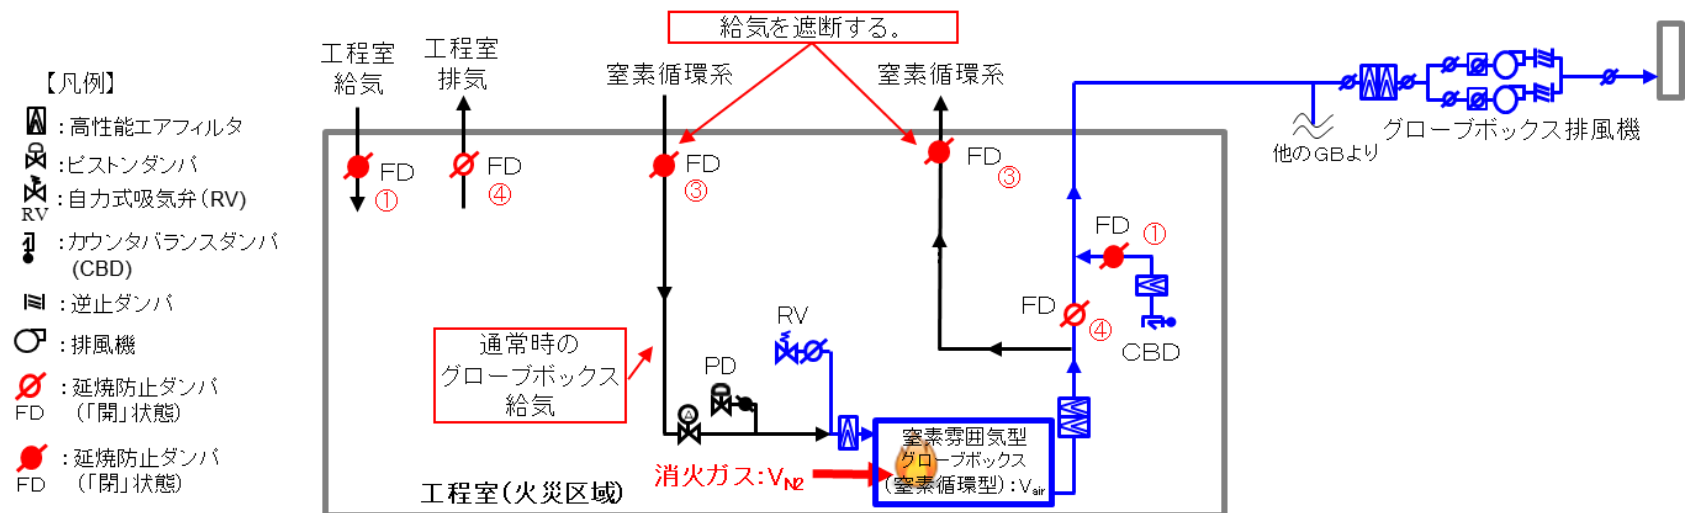 給気を遮断する。
工程室
給気
工程室
排気
窒素循環系
窒素循環系
【凡例】
：高性能エアフィルタ
：ピストンダンパ
：自力式吸気弁（RV）
RV
：カウンタバランスダンパ
(CBD)
：逆止ダンパ
：排風機
：延焼防止ダンパ
FD （「開」状態）
：延焼防止ダンパ
FD （「閉」状態）
FD
①
FD
④
FD
③
FD
③
グローブボックス排風機
他のGBより
FD
①
FD
④
CBD
通常時の
グローブボックス
給気
RV
PD
窒素雰囲気型
グローブボックス
（窒素循環型）：Vair
消火ガス：VN2
工程室（火災区域）